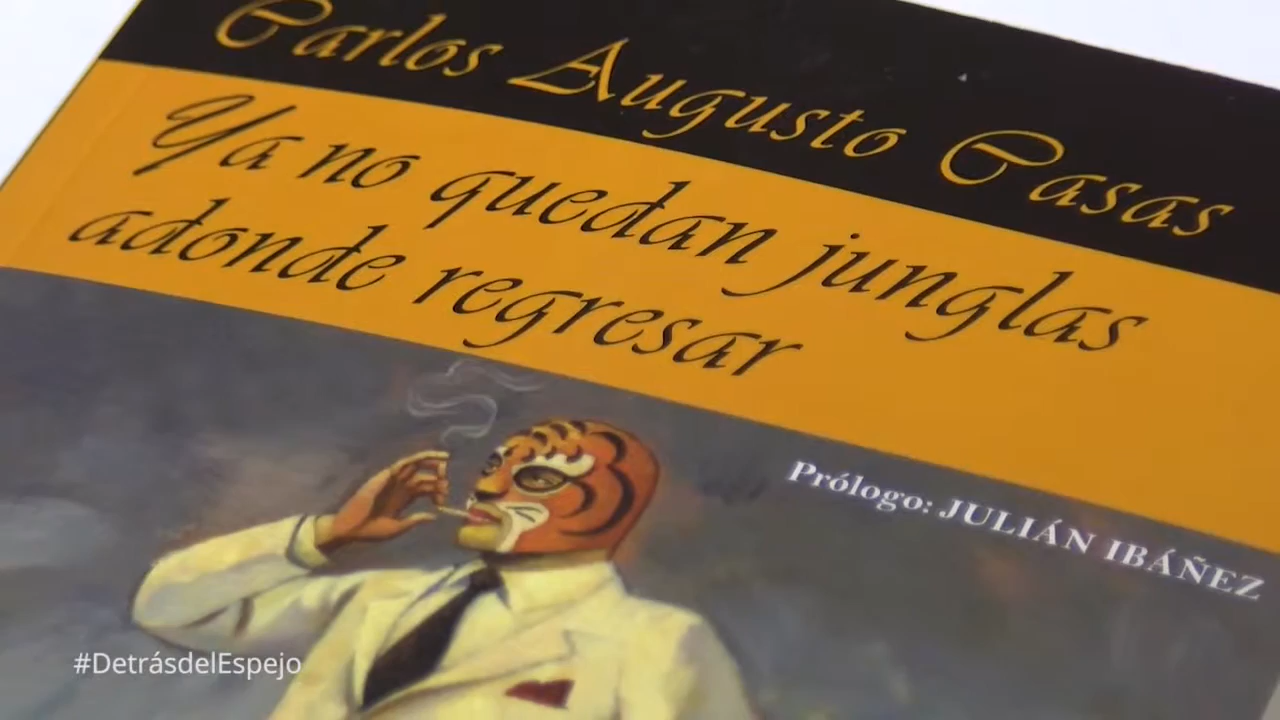 Carlos Augusto Casas
Ya no quedan junglas
adonde regresar
Prólogo: JULIÁN IBÁÑEZ
#DetrásdelEspejo